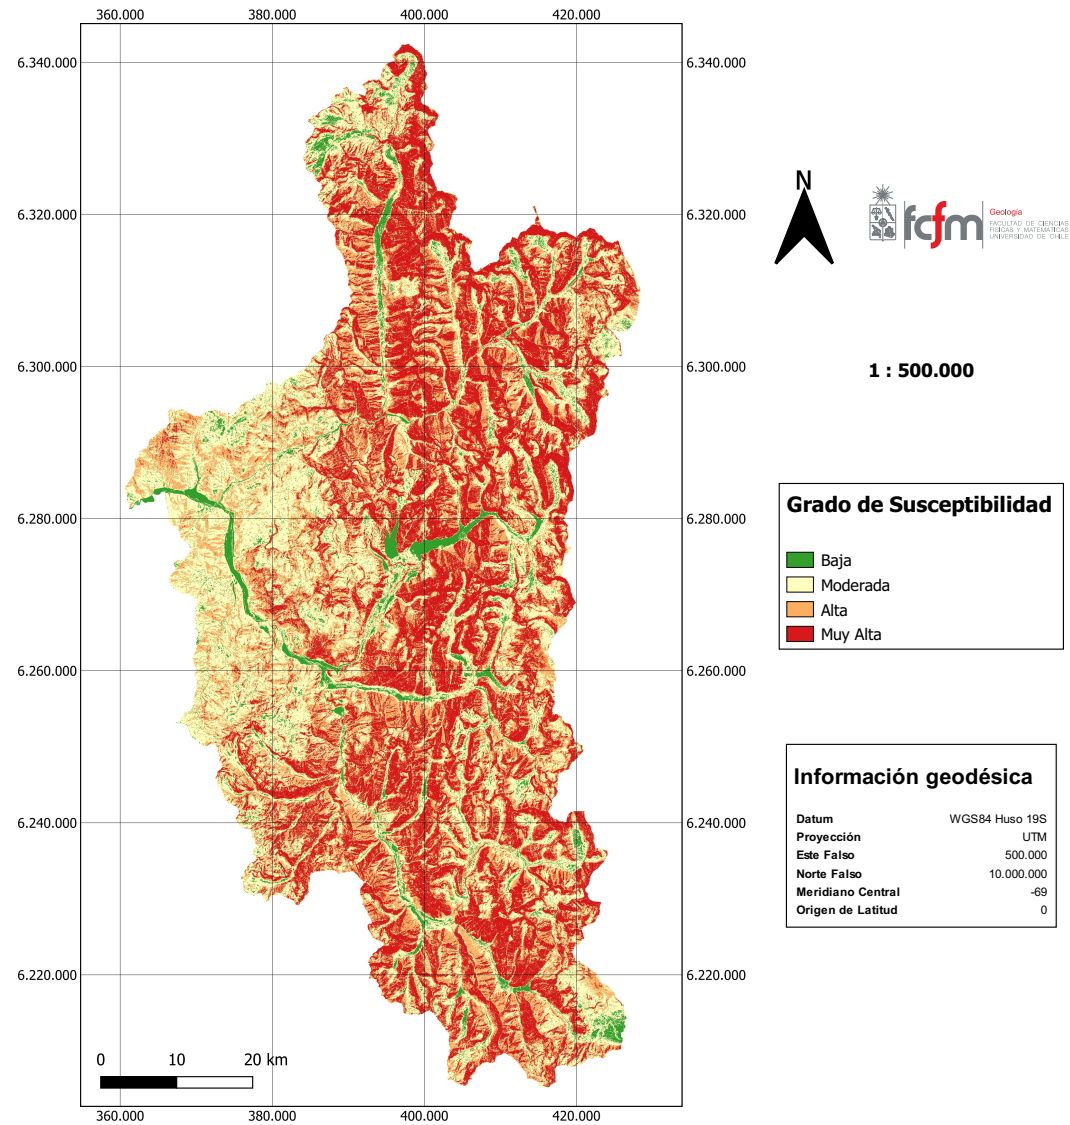 360.000 380.000 400.000 420.000
6.340.000 6.340.000
6.320.000 6.320.000
6.300.000 6.300.000
6.280.000 6.280.000
6.260.000 6.260.000
6.240.000 6.240.000
6.220.000 6.220.000
0 10 20 km
360.000 380.000 400.000 420.000
N
fcfm
Geología
FACULTAD DE CIENCIAS
FÍSICAS Y MATEMÁTICAS
UNIVERSIDAD DE CHILE
1 : 500.000
Grado de Susceptibilidad
Baja
Moderada
Alta
Muy Alta
Información geodésica
Datum WGS84 Huso 19S
Proyección UTM
Este Falso 500.000
Norte Falso 10.000.000
Meridiano Central -69
Origen de Latitud 0